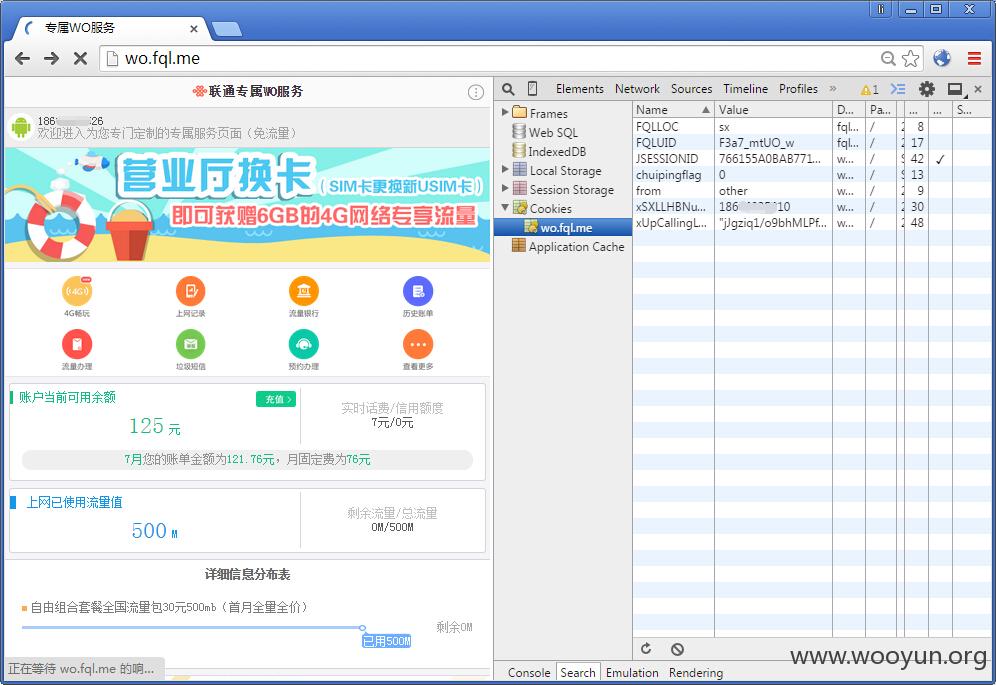 专属WO服务
wo.fql.me
联通专属WO服务
186 26
欢迎进入为您专门定制的专属服务页面（免流量）
营业厅换卡（SIM卡更换新USIM卡）
即可获赠6GB的4G网络专享流量
4G畅玩 上网记录 流量银行 历史账单
流量办理 垃圾短信 预约办理 查看更多
账户当前可用余额 充值 >
实时话费/信用额度
125 元
7元/0元
7月您的账单金额为121.76元，月固定费为76元
上网已使用流量值
剩余流量/总流量
500 M
0M/500M
详细信息分布表
自由组合套餐全国流量包30元500mb（首月全量全价）
剩余0M
已用500M
正在等待 wo.fql.me 的响...
Elements Network Sources Timeline Profiles » 1
Frames
Web SQL
IndexedDB
Local Storage
Session Storage
Cookies
wo.fql.me
Application Cache
Name Value D... Pa... ... ... S...
FQLLOC sx fql... / 8
FQLUID F3a7_mtUO_w fql... / 17
JSESSIONID 766155A0BAB771... w... / 42 ✓
chuipingflag 0 w... / 13
from other w... / 9
xSXLLHBNu... 186 10 w... / 30
xUpCallingL... "jJgziq1/o9bhMLPf... w... / 48
Console Search Emulation Rendering
www.wooyun.org